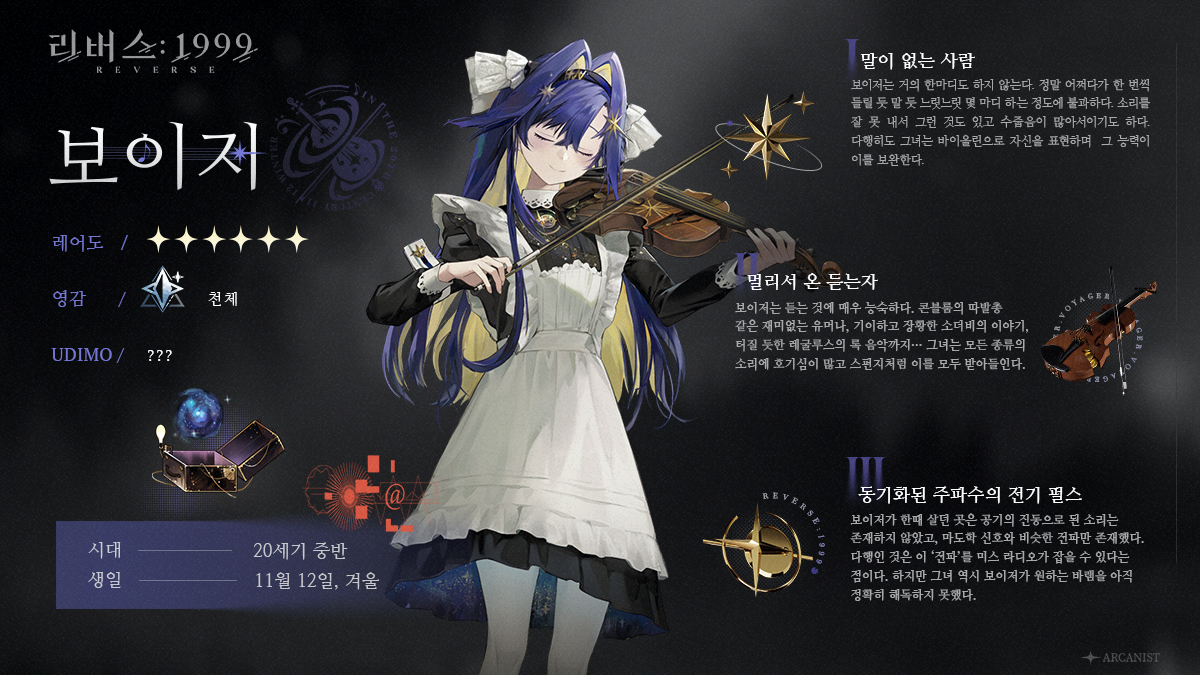 리버스:1999
REVERSE
보이저
레어도 /
영감 / 천체
UDIMO / ???
시대 20세기 중반
생일 11월 12일, 겨울
I
말이 없는 사람
보이저는 거의 한마디도 하지 않는다. 정말 어쩌다가 한 번씩
들릴 듯 말 듯 느릿느릿 몇 마디 하는 정도에 불과하다. 소리를
잘 못 내서 그런 것도 있고 수줍음이 많아서이기도 하다.
다행히도 그녀는 바이올린으로 자신을 표현하며 그 능력이
이를 보완한다.
II
멀리서 온 듣는자
보이저는 듣는 것에 매우 능숙하다. 콘블룸의 따발총
같은 재미없는 유머나, 기이하고 장황한 소더비의 이야기,
터질 듯한 레굴루스의 록 음악까지… 그녀는 모든 종류의
소리에 호기심이 많고 스펀지처럼 이를 모두 받아들인다.
VOYAGER
III
동기화된 주파수의 전기 펄스
보이저가 한때 살던 곳은 공기의 진동으로 된 소리는
존재하지 않았고, 마도학 신호와 비슷한 전파만 존재했다.
다행인 것은 이 ‘전파’를 미스 라디오가 잡을 수 있다는
점이다. 하지만 그녀 역시 보이저가 원하는 바램을 아직
정확히 해독하지 못했다.
REVERSE:1999
@
ARCANIST